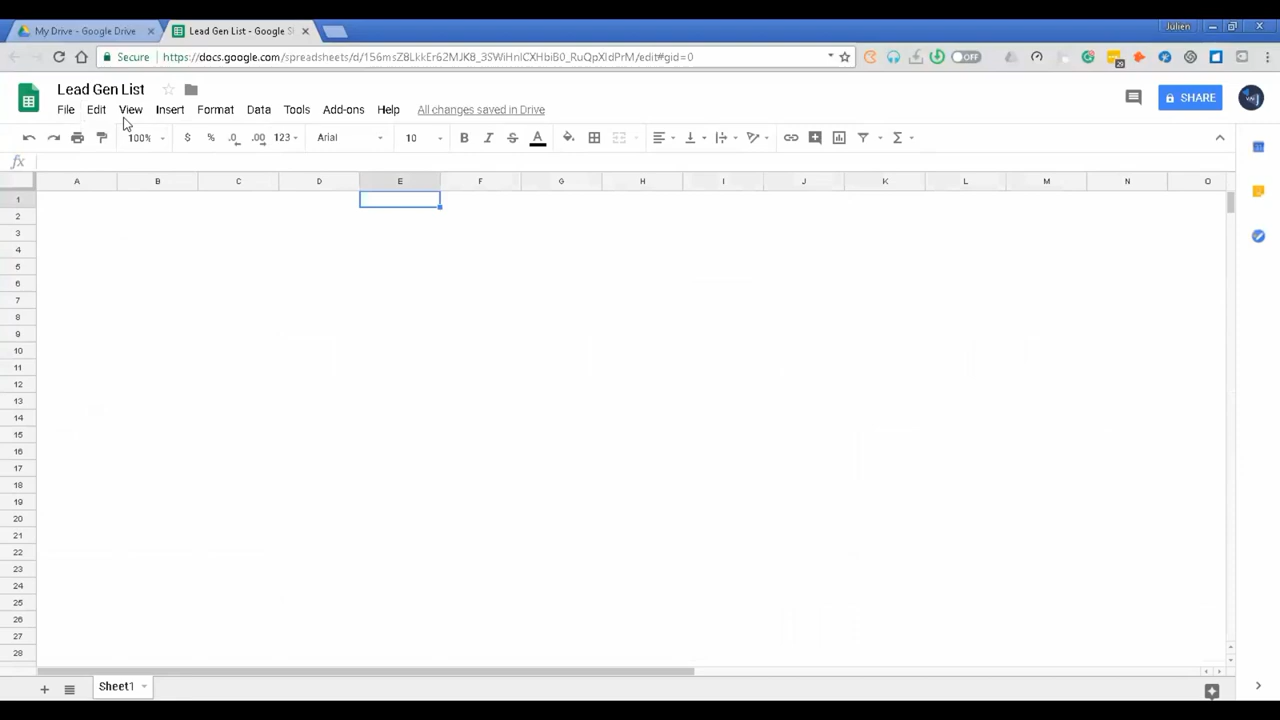 My Drive - Google Drive
Lead Gen List - Google S
Julien
Secure
https://docs.google.com/spreadsheets/d/156msZ8LkkEr62MJK8_3SWiHnICXHbiB0_RuQpXIdPrM/edit#gid=0
OFF
29
Lead Gen List
File Edit View Insert Format Data Tools Add-ons Help All changes saved in Drive
SHARE
100% $ % .0 .00 123 Arial 10 B I S A Σ
fx
A B C D E F G H I J K L M N O
1
2
3
4
5
6
7
8
9
10
11
12
13
14
15
16
17
18
19
20
21
22
23
24
25
26
27
28
Sheet1